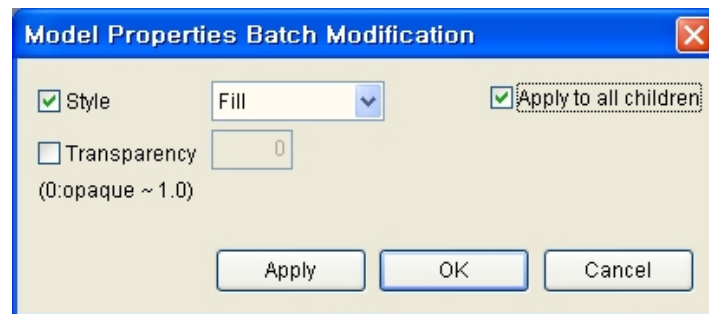 Model Properties Batch Modification
Style Fill Apply to all children
Transparency 0
(0:opaque ~ 1.0)
Apply OK Cancel